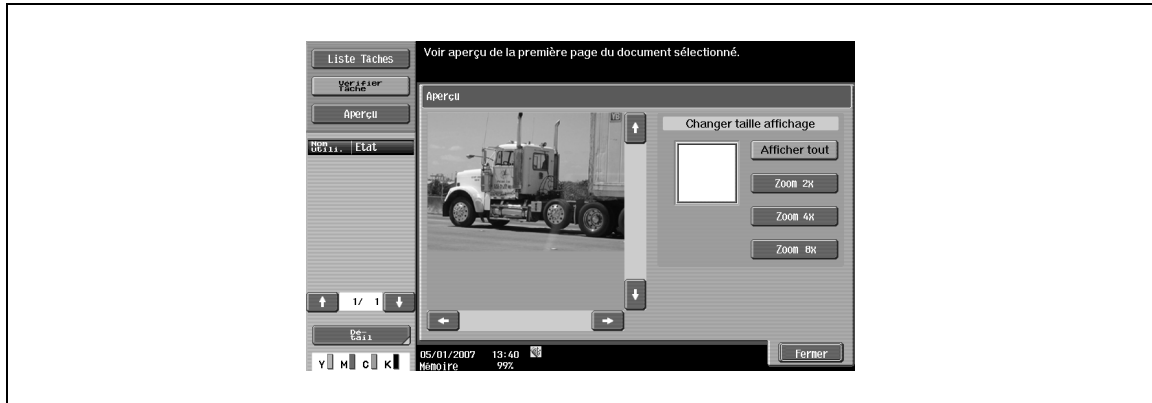 Liste Tâches
Vérifier
Tâche
Aperçu
Nom
Utili.
Etat
1/ 1
Dé-
tail
Y M C K
Voir aperçu de la première page du document sélectionné.
Aperçu
Changer taille affichage
Afficher tout
Zoom 2X
Zoom 4X
Zoom 8X
05/01/2007 13:40
Mémoire 99%
Fermer